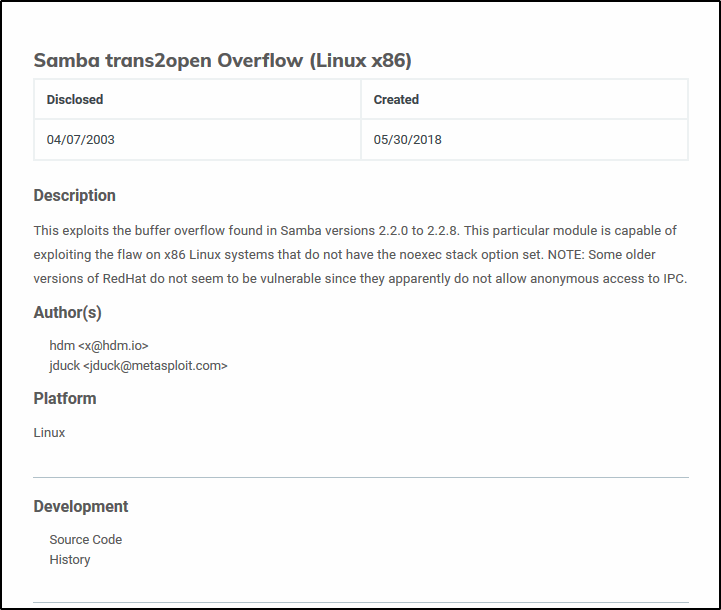 Samba trans2open Overflow (Linux x86)
Disclosed
Created
04/07/2003
05/30/2018
Description
This exploits the buffer overflow found in Samba versions 2.2.0 to 2.2.8. This particular module is capable of
exploiting the flaw on x86 Linux systems that do not have the noexec stack option set. NOTE: Some older
versions of RedHat do not seem to be vulnerable since they apparently do not allow anonymous access to IPC.
Author(s)
hdm <x@hdm.io>
jduck <jduck@metasploit.com>
Platform
Linux
Development
Source Code
History